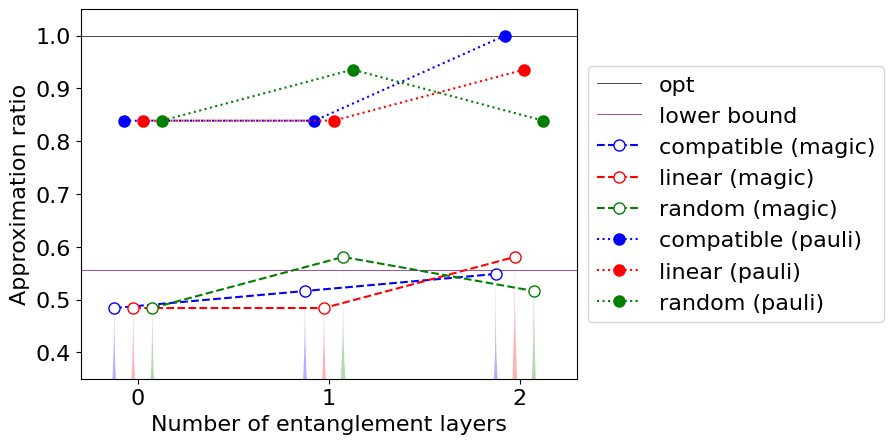 1.0
0.9
0.8
0.7
0.6
0.5
0.4
Approximation ratio
0 1 2
Number of entanglement layers
opt
lower bound
compatible (magic)
linear (magic)
random (magic)
compatible (pauli)
linear (pauli)
random (pauli)